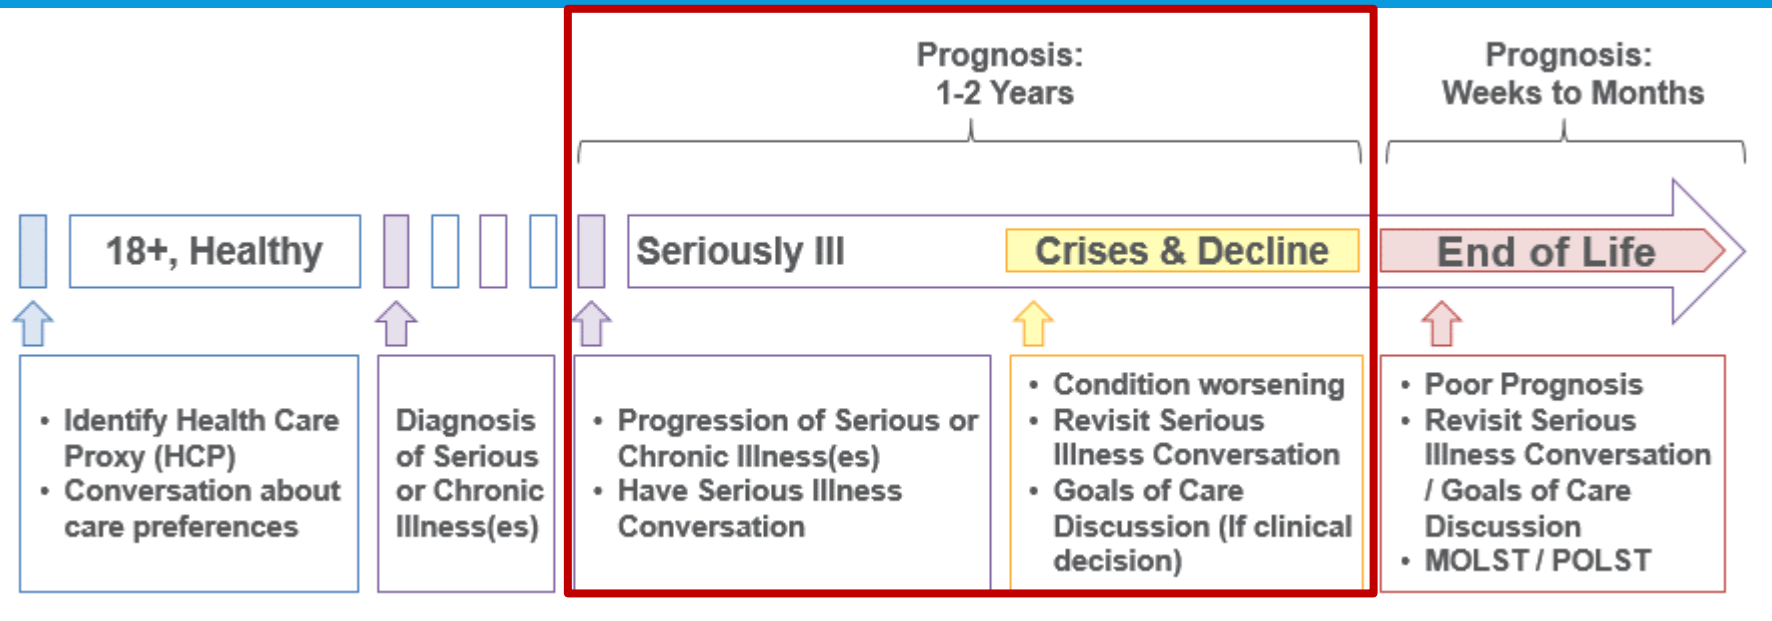 Prognosis:
1-2 Years
Prognosis:
Weeks to Months
18+, Healthy
Seriously Ill
Crises & Decline
End of Life
• Identify Health Care
Proxy (HCP)
• Conversation about
care preferences
Diagnosis
of Serious
or Chronic
Illness(es)
• Progression of Serious or
Chronic Illness(es)
• Have Serious Illness
Conversation
• Condition worsening
• Revisit Serious
Illness Conversation
• Goals of Care
Discussion (If clinical
decision)
• Poor Prognosis
• Revisit Serious
Illness Conversation
/ Goals of Care
Discussion
• MOLST / POLST